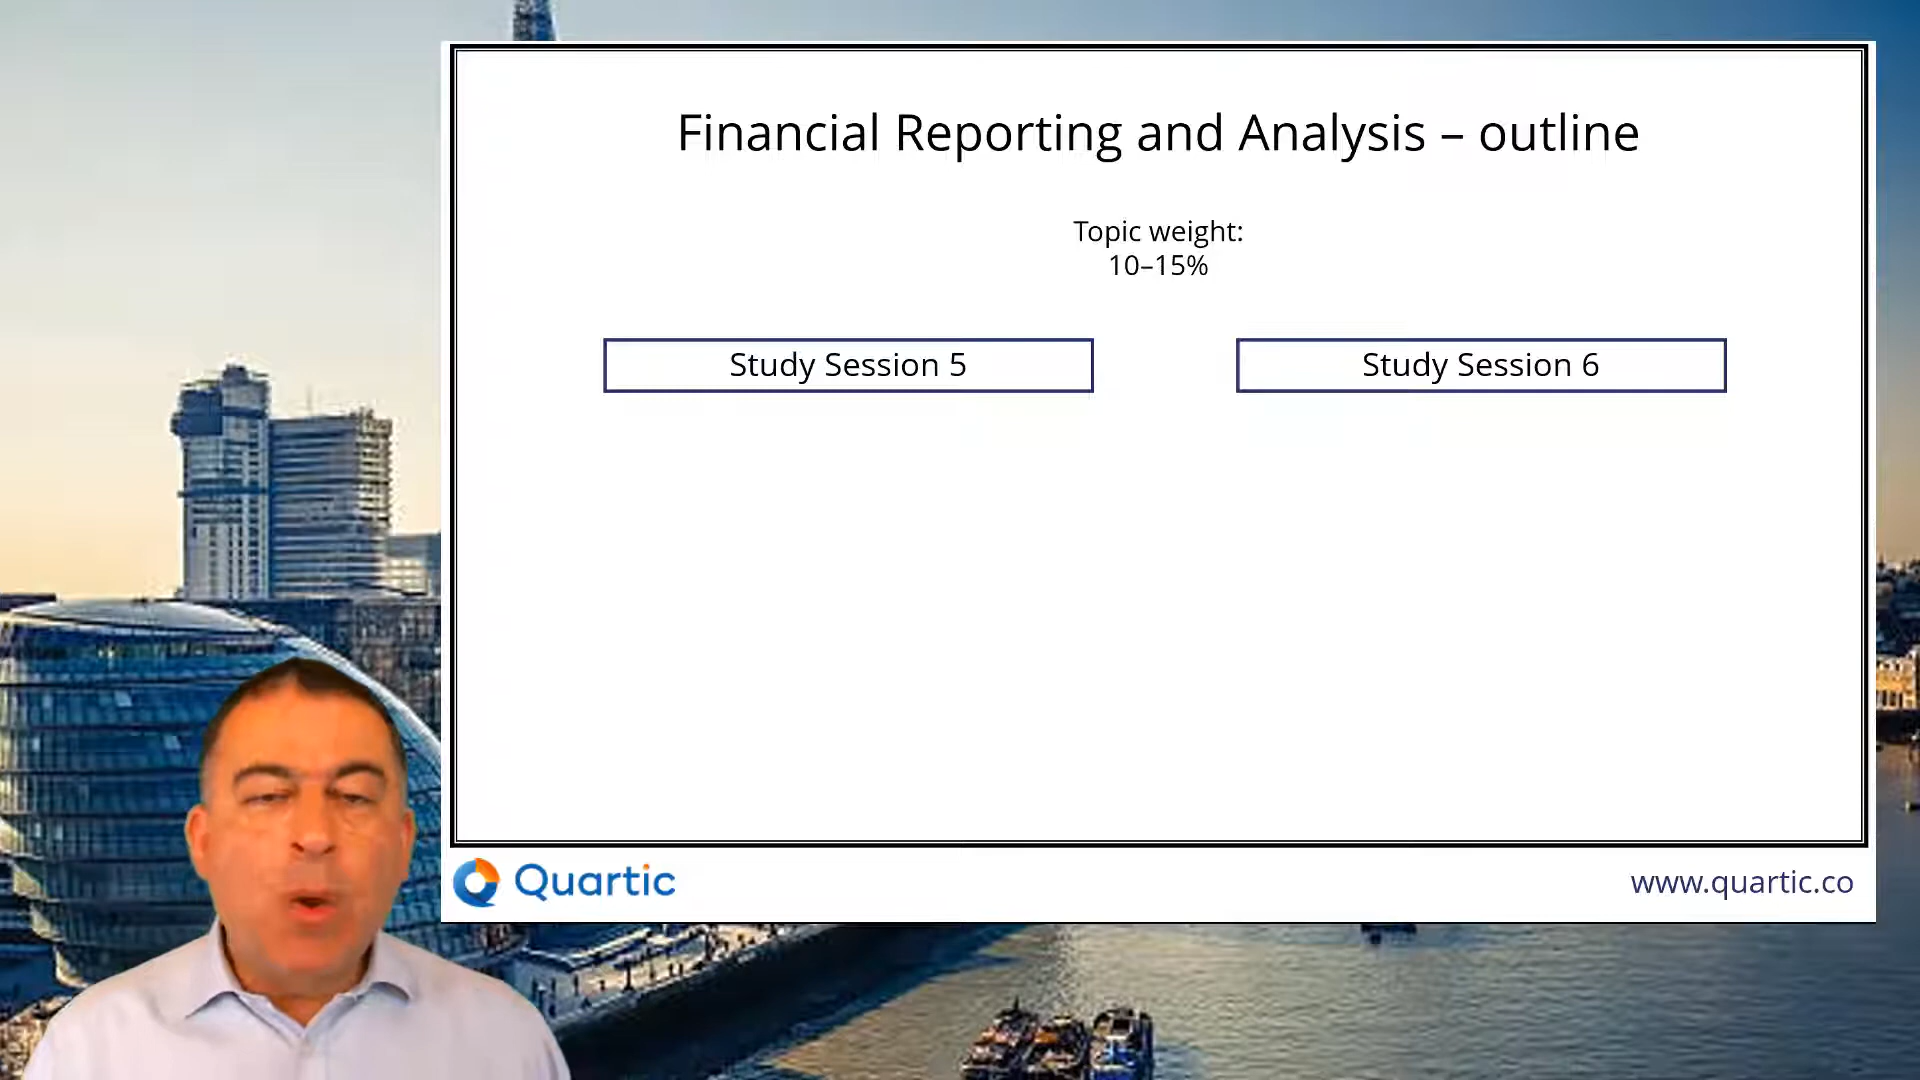 Financial Reporting and Analysis – outline
Topic weight:
10–15%
Study Session 5
Study Session 6
Quartic
www.quartic.co